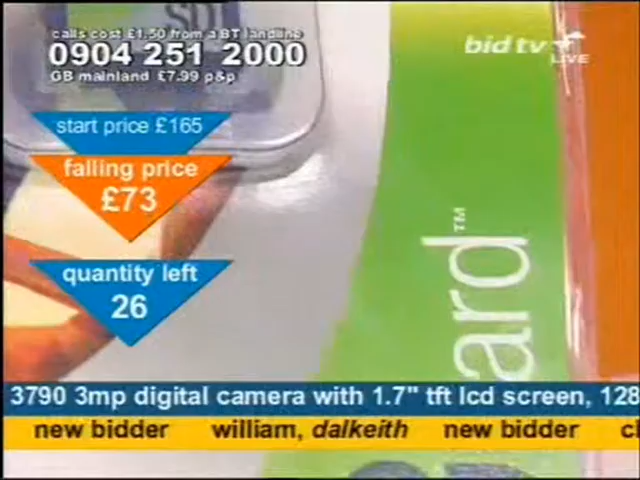 SDI
calls cost £1.50 from a BT landline
0904 251 2000
GB mainland £7.99 p&p
bid tv
LIVE
start price £165
falling price
£73
quantity left
26
ard™
3790 3mp digital camera with 1.7" tft lcd screen, 128
new bidder william, dalkeith new bidder